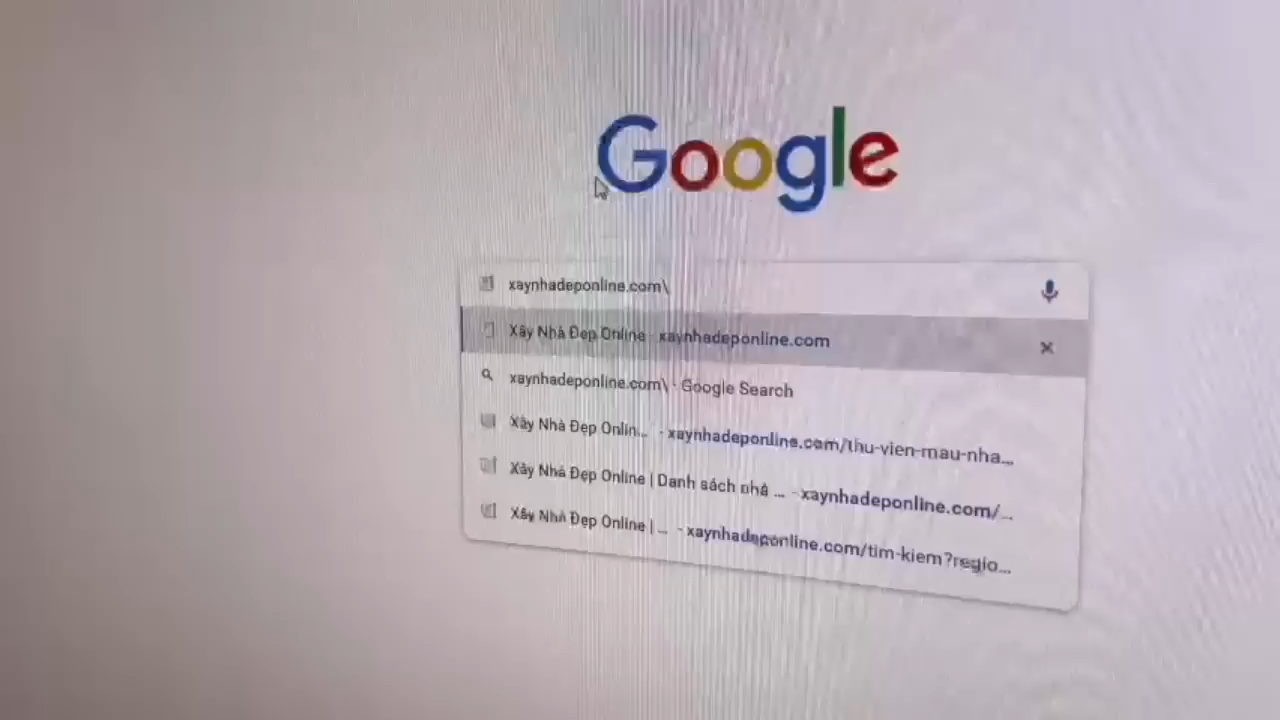 Google
xaynhadeponline.com\
Xây Nhà Đẹp Online - xaynhadeponline.com
xaynhadeponline.com\ - Google Search
Xây Nhà Đẹp Onlin... - xaynhadeponline.com/thu-vien-mau-nha...
Xây Nhà Đẹp Online | Danh sách nhà ... - xaynhadeponline.com/...
Xây Nhà Đẹp Online | ... - xaynhadeponline.com/tim-kiem?regio...